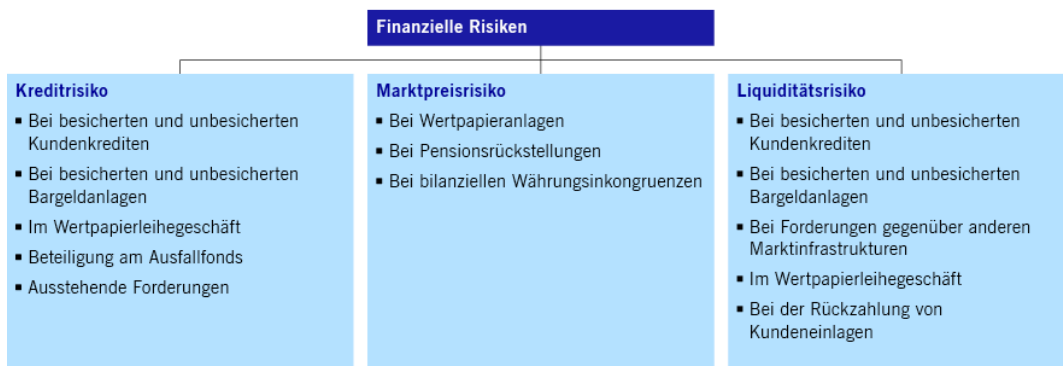 Finanzielle Risiken
Kreditrisiko
▪ Bei besicherten und unbesicherten
Kundenkrediten
▪ Bei besicherten und unbesicherten
Bargeldanlagen
▪ Im Wertpapierleihegeschäft
▪ Beteiligung am Ausfallfonds
▪ Ausstehende Forderungen
Marktpreisrisiko
▪ Bei Wertpapieranlagen
▪ Bei Pensionsrückstellungen
▪ Bei bilanziellen Währungsinkongruenzen
Liquiditätsrisiko
▪ Bei besicherten und unbesicherten
Kundenkrediten
▪ Bei besicherten und unbesicherten
Bargeldanlagen
▪ Bei Forderungen gegenüber anderen
Marktinfrastrukturen
▪ Im Wertpapierleihegeschäft
▪ Bei der Rückzahlung von
Kundeneinlagen